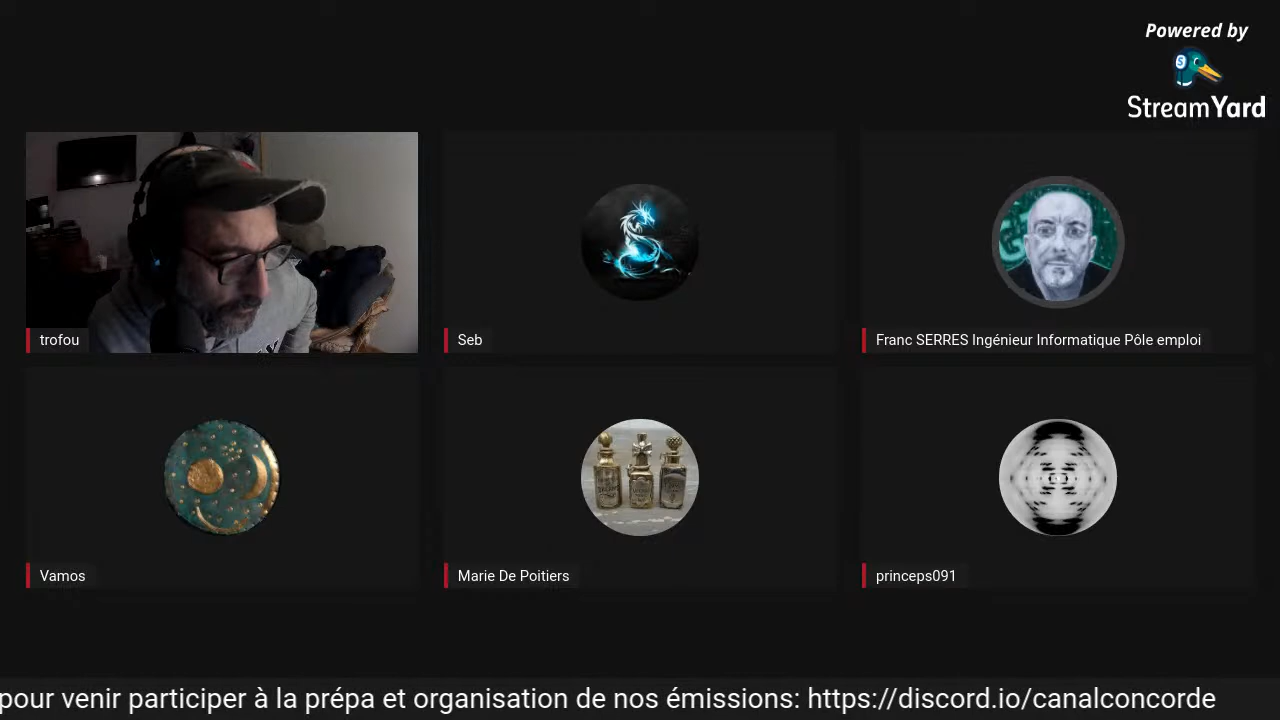 Powered by
StreamYard
trofou
Seb
Franc SERRES Ingénieur Informatique Pôle emploi
Vamos
Marie De Poitiers
princeps091
pour venir participer à la prépa et organisation de nos émissions: https://discord.io/canalconcorde